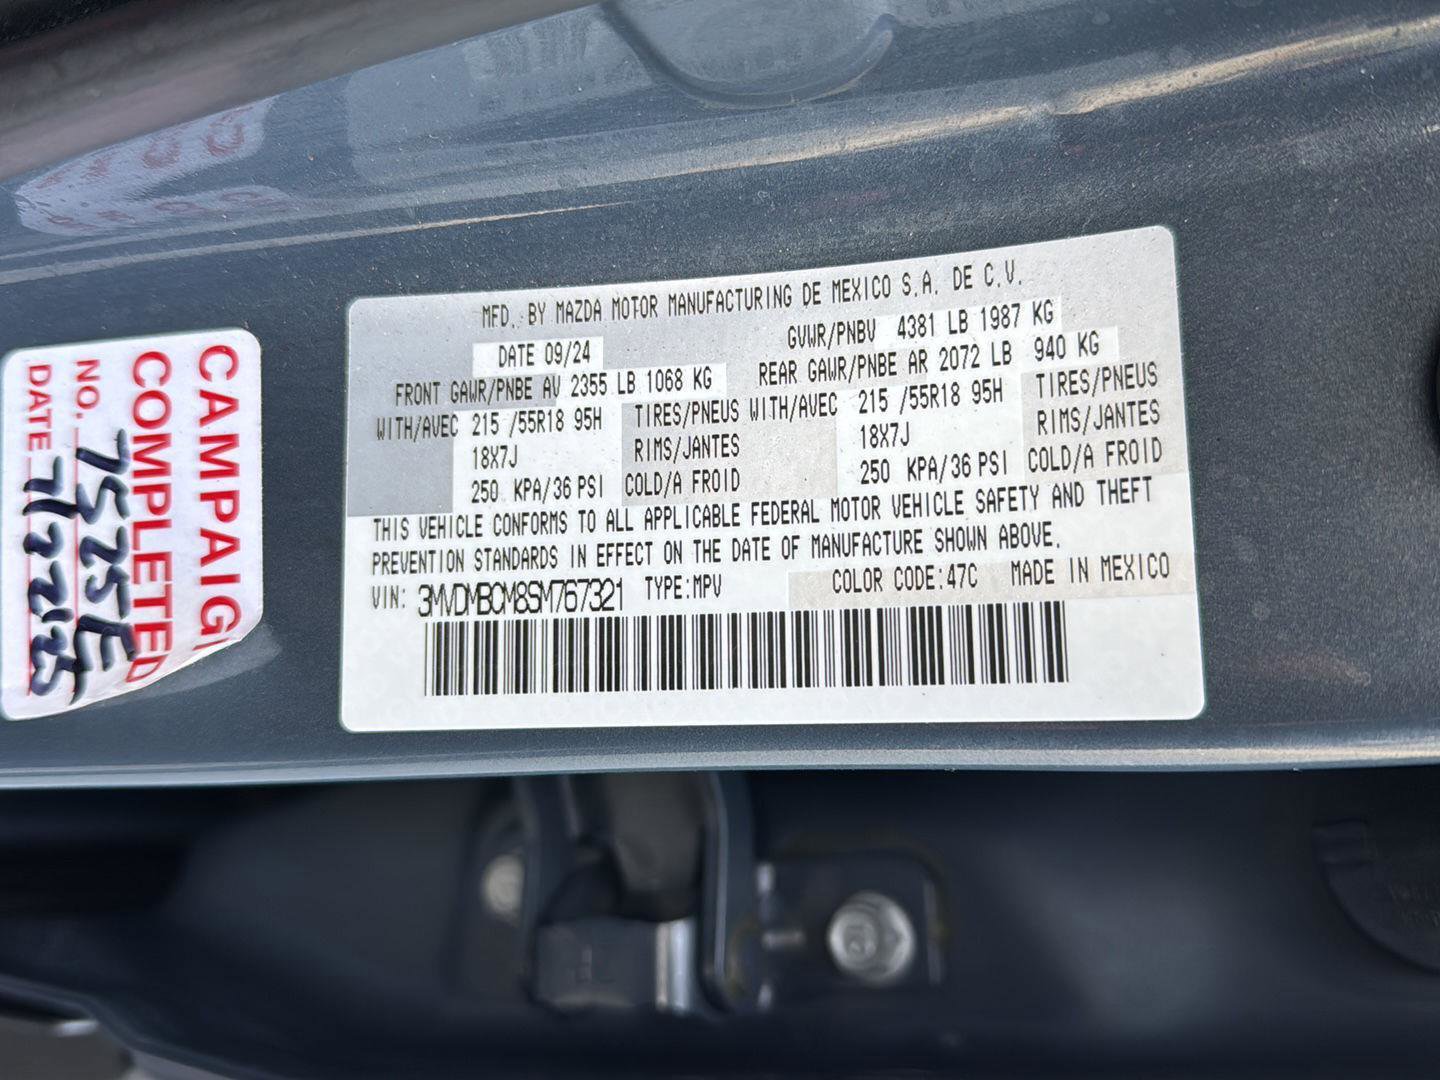 MFD. BY MAZDA MOTOR MANUFACTURING DE MEXICO S.A. DE C.V.
DATE 09/24 GVWR/PNBV 4381 LB 1987 KG
FRONT GAWR/PNBE AV 2355 LB 1068 KG REAR GAWR/PNBE AR 2072 LB 940 KG
WITH/AVEC 215 /55R18 95H TIRES/PNEUS WITH/AVEC 215 /55R18 95H TIRES/PNEUS
18X7J RIMS/JANTES 18X7J RIMS/JANTES
250 KPA/36 PSI COLD/A FROID 250 KPA/36 PSI COLD/A FROID
THIS VEHICLE CONFORMS TO ALL APPLICABLE FEDERAL MOTOR VEHICLE SAFETY AND THEFT
PREVENTION STANDARDS IN EFFECT ON THE DATE OF MANUFACTURE SHOWN ABOVE.
VIN: 3MVDMBCM8SM767321 TYPE:MPV COLOR CODE:47C MADE IN MEXICO
CAMPAIG
COMPLETED
NO. 7525E
DATE